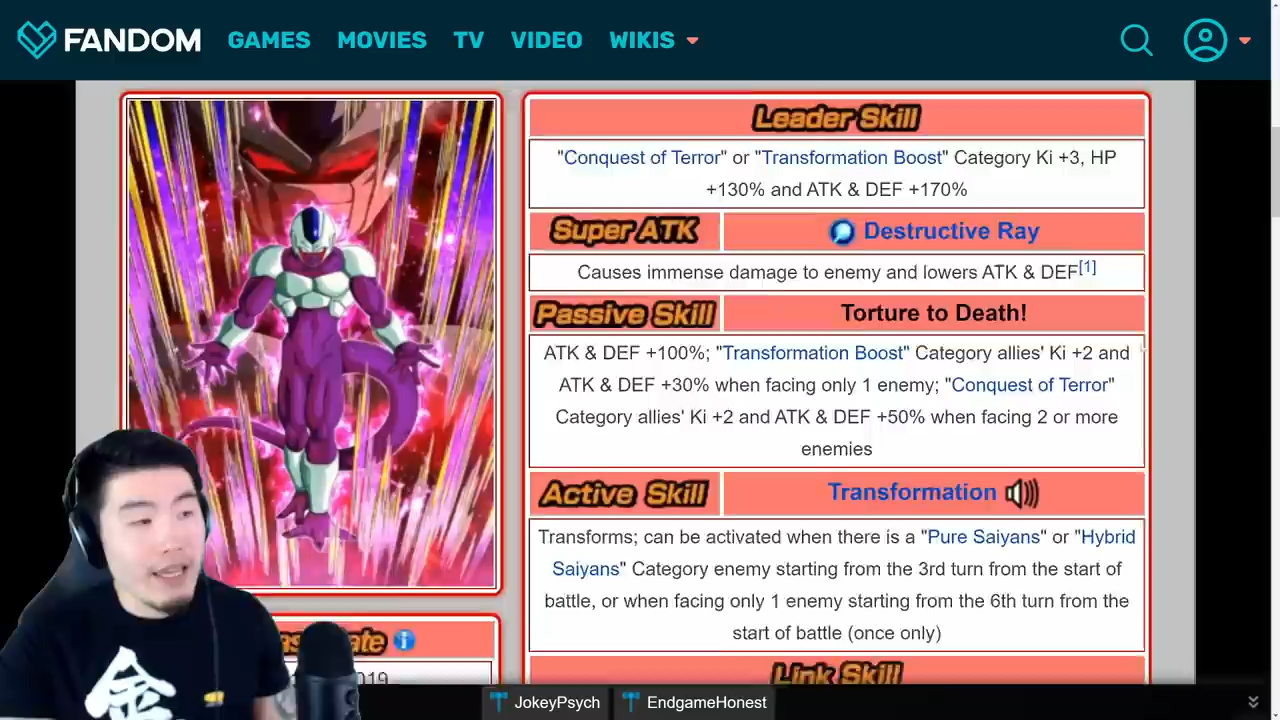 FANDOM GAMES MOVIES TV VIDEO WIKIS
Leader Skill
"Conquest of Terror" or "Transformation Boost" Category Ki +3, HP
+130% and ATK & DEF +170%
Super ATK Destructive Ray
Causes immense damage to enemy and lowers ATK & DEF[1]
Passive Skill Torture to Death!
ATK & DEF +100%; "Transformation Boost" Category allies' Ki +2 and
ATK & DEF +30% when facing only 1 enemy; "Conquest of Terror"
Category allies' Ki +2 and ATK & DEF +50% when facing 2 or more
enemies
Active Skill Transformation
Transforms; can be activated when there is a "Pure Saiyans" or "Hybrid
Saiyans" Category enemy starting from the 3rd turn from the start of
battle, or when facing only 1 enemy starting from the 6th turn from the
start of battle (once only)
Link Skill
金
JokeyPsych EndgameHonest